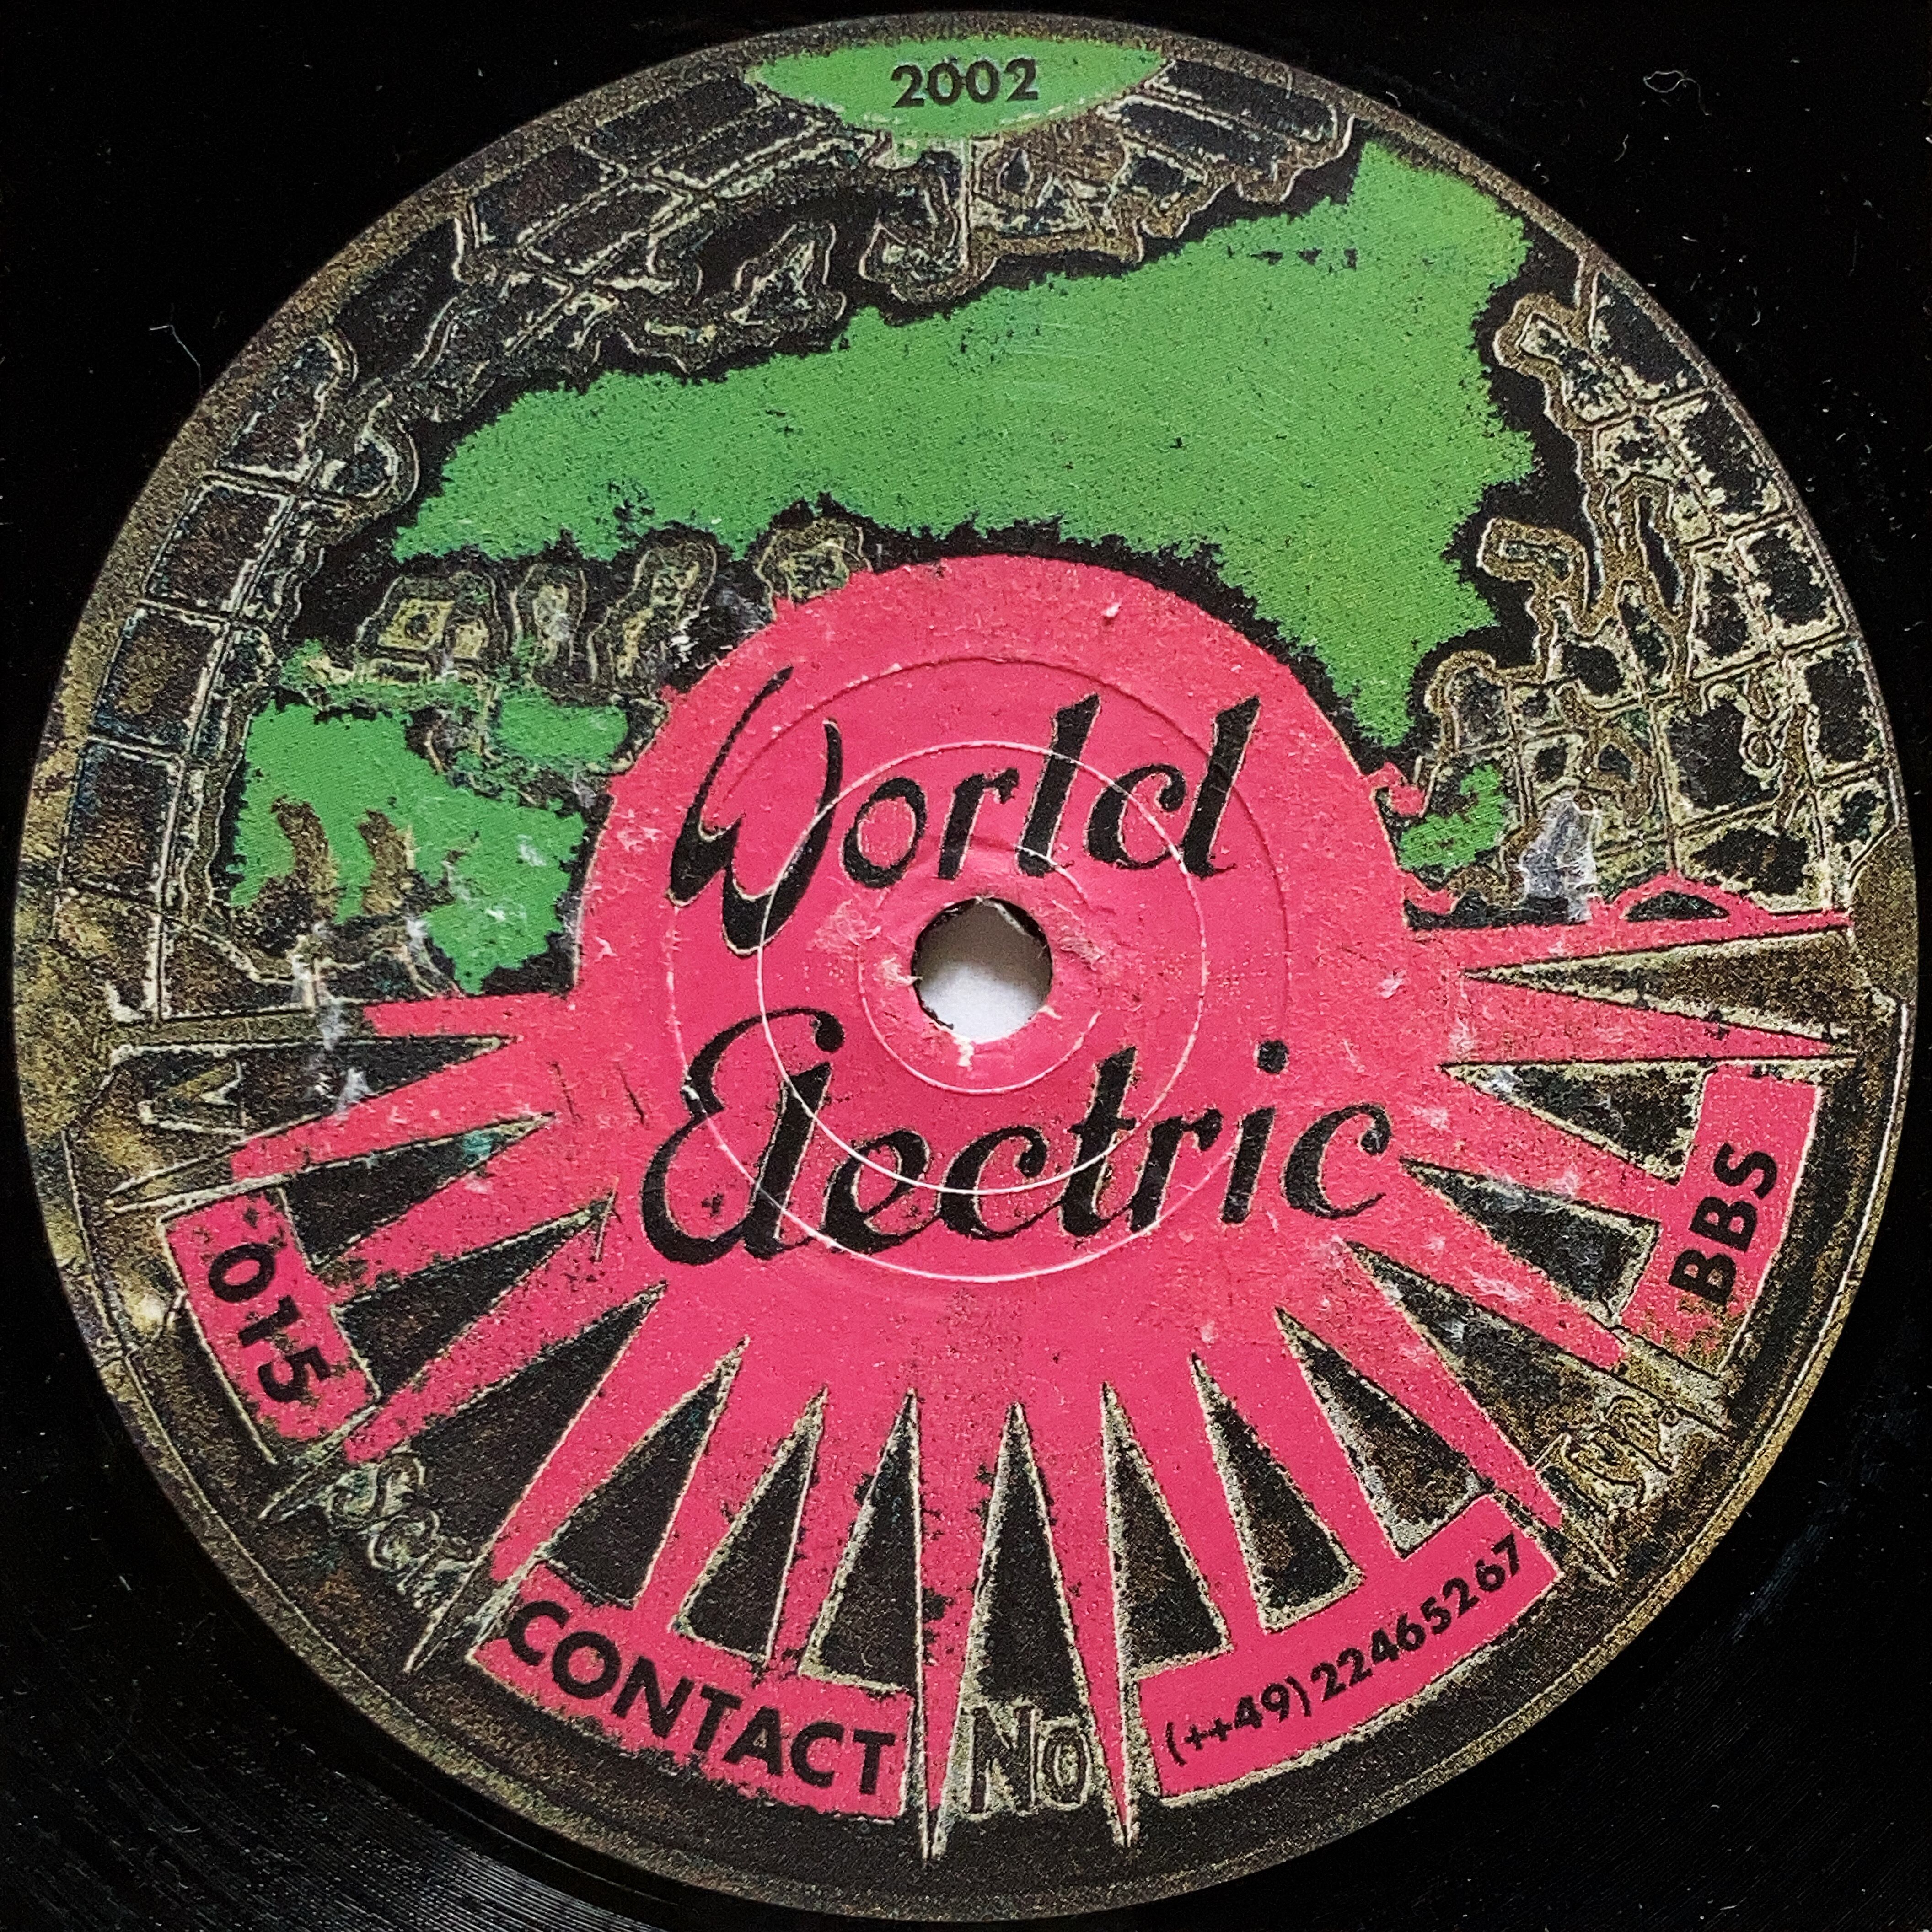 2002
World
Electric
015
CONTACT
No
(++49)22465267
BBS